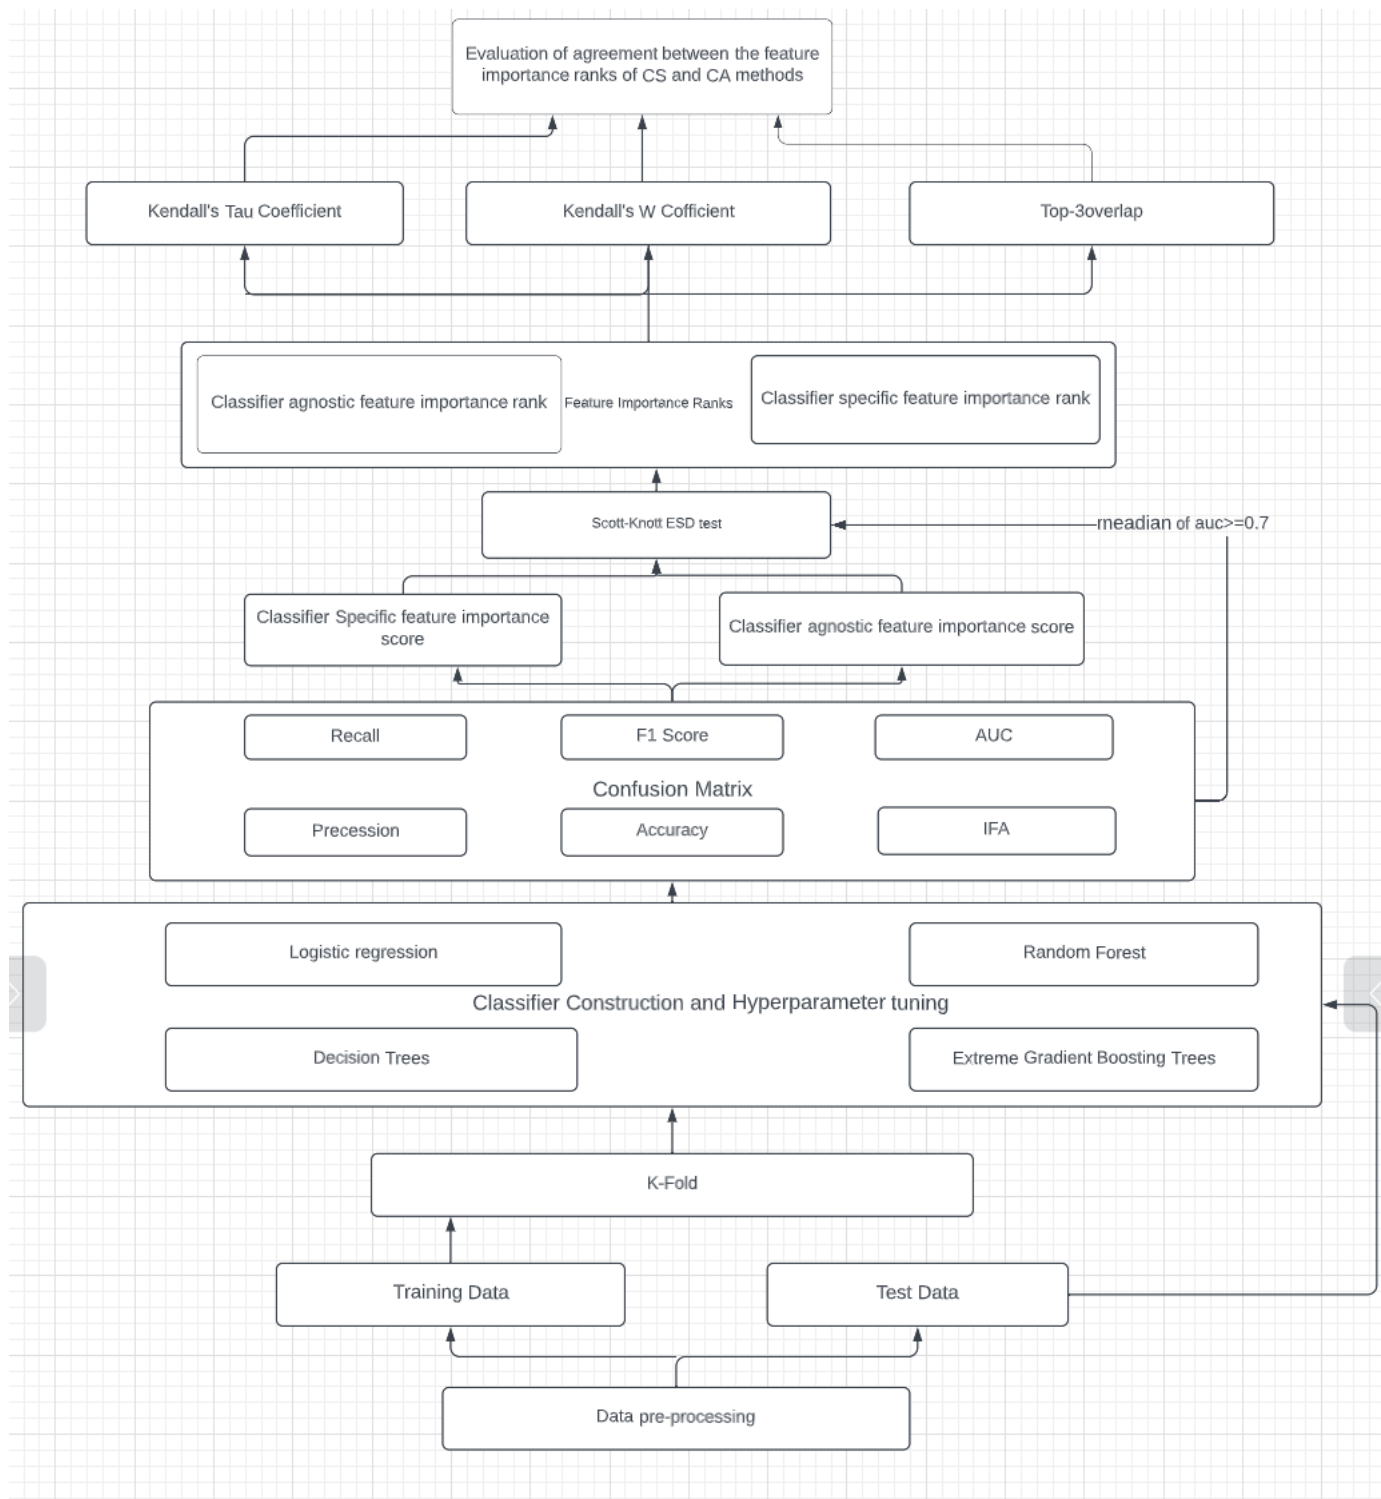 Evaluation of agreement between the feature
importance ranks of CS and CA methods
Kendall's Tau Coefficient
Kendall's W Cofficient
Top-3overlap
Classifier agnostic feature importance rank
Feature Importance Ranks
Classifier specific feature importance rank
Scott-Knott ESD test
meadian of auc>=0.7
Classifier Specific feature importance
score
Classifier agnostic feature importance score
Recall
F1 Score
AUC
Confusion Matrix
Precession
Accuracy
IFA
Logistic regression
Random Forest
Classifier Construction and Hyperparameter tuning
Decision Trees
Extreme Gradient Boosting Trees
K-Fold
Training Data
Test Data
Data pre-processing